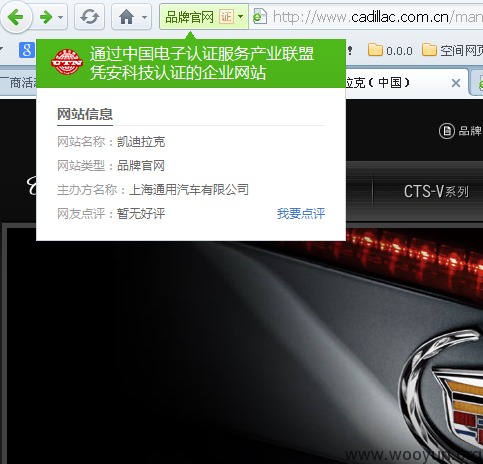 品牌官网 证 http://www.cadillac.com.cn/man
通过中国电子认证服务产业联盟
凭安科技认证的企业网站
CTN
0.0.0 空间网页
厂商活动
拉克（中国）
网站信息
网站名称：凯迪拉克
网站类型：品牌官网
主办方名称：上海通用汽车有限公司
网友点评：暂无好评 我要点评
品牌
CTS-V系列
www.wooyun.org